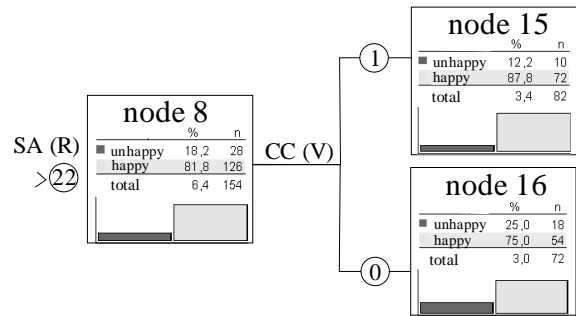 node 15
% n
unhappy 12,2 10
happy 87,8 72
total 3,4 82
1
node 8
% n
unhappy 18,2 28
happy 81,8 126
total 6,4 154
SA (R)
>22
CC (V)
node 16
% n
unhappy 25,0 18
happy 75,0 54
total 3,0 72
0